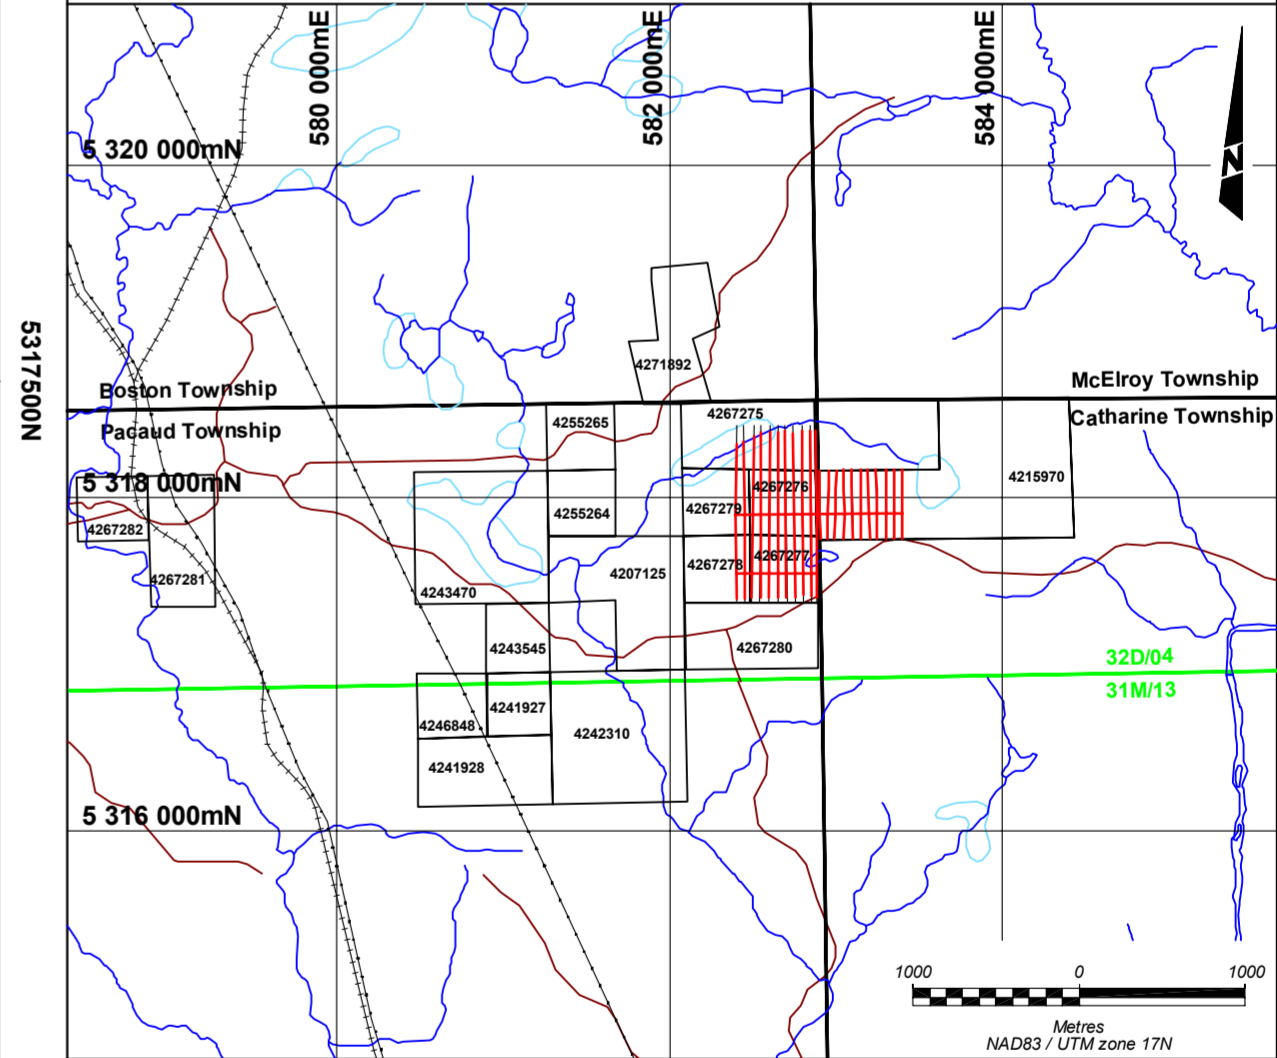 580 000mE
582 000mE
584 000mE
5 320 000mN
N
5317500N
4271892
Boston Township
McElroy Township
Pacaud Township
Catharine Township
4255265
4267275
5 318 000mN
4215970
4267276
4267279
4255264
4267282
4267277
4267278
4207125
4267281
4243470
4243545
4267280
32D/04
31M/13
4241927
4246848
4242310
4241928
5 316 000mN
1000 0 1000
Metres
NAD83 / UTM zone 17N